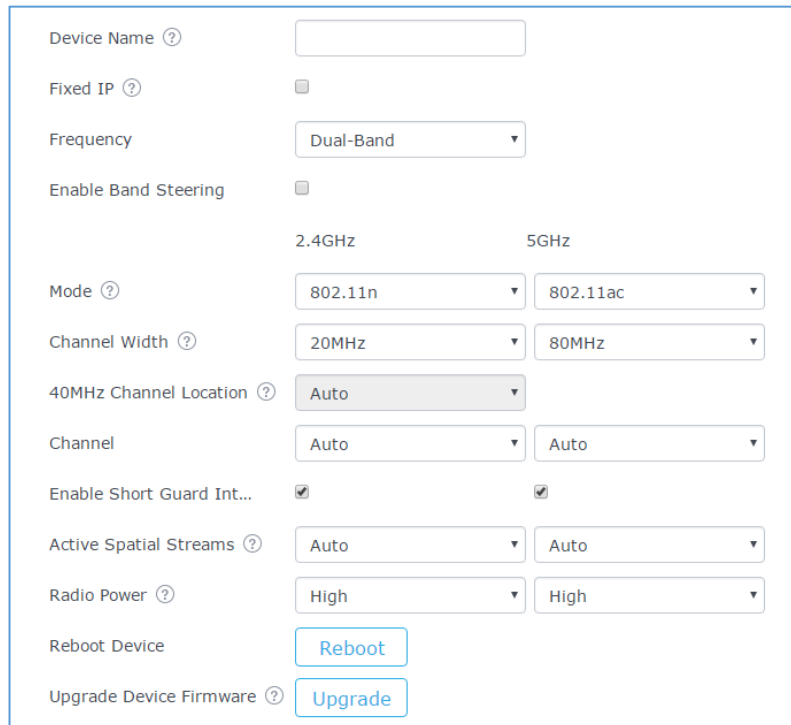 Device Name ?
Fixed IP ?
Frequency Dual-Band
Enable Band Steering
2.4GHz 5GHz
Mode ? 802.11n 802.11ac
Channel Width ? 20MHz 80MHz
40MHz Channel Location ? Auto
Channel Auto Auto
Enable Short Guard Int...
Active Spatial Streams ? Auto Auto
Radio Power ? High High
Reboot Device Reboot
Upgrade Device Firmware ? Upgrade